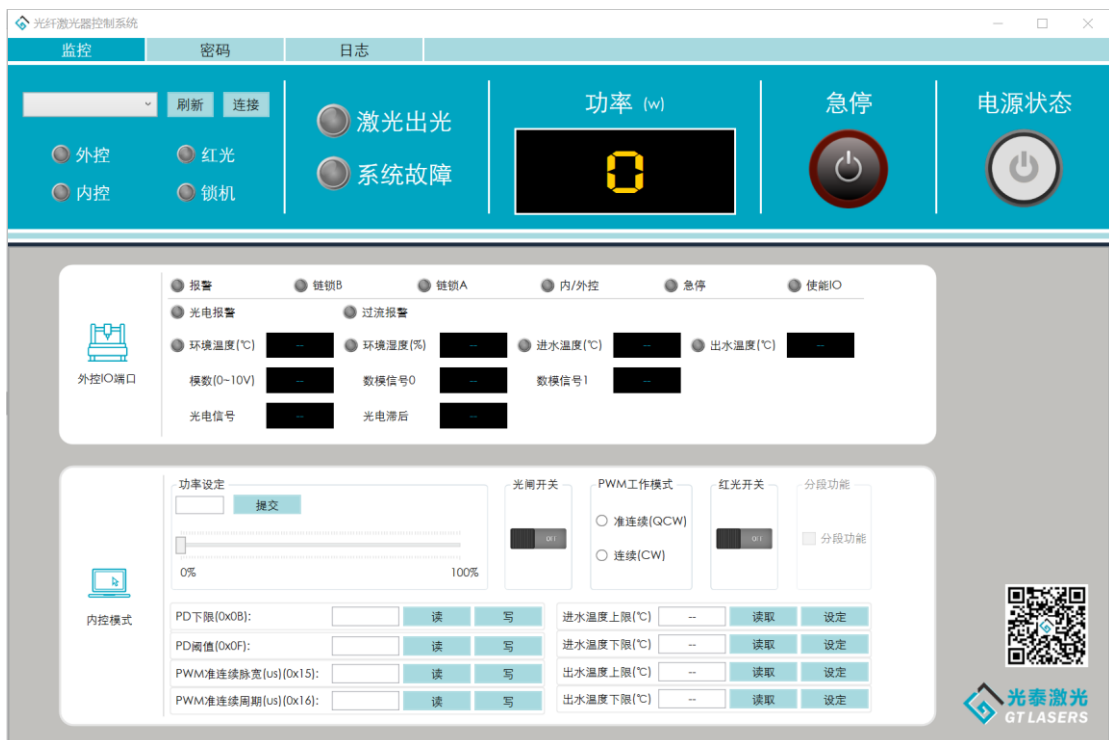 光纤激光器控制系统
监控 密码 日志
刷新 连接
外控 红光
内控 锁机
激光出光
系统故障
功率 (w)
0
急停
电源状态
外控IO端口
报警 链锁B 链锁A 内/外控 急停 使能IO
光电报警 过流报警
环境温度(℃) -- 环境湿度(%) -- 进水温度(℃) -- 出水温度(℃) --
模数(0~10V) -- 数模信号0 -- 数模信号1 --
光电信号 -- 光电滞后 --
内控模式
功率设定
提交
0% 100%
光闸开关
OFF
PWM工作模式
准连续(QCW)
连续(CW)
红光开关
OFF
分段功能
分段功能
PD下限(0x0B): 读 写
PD阈值(0x0F): 读 写
PWM准连续脉宽(us)(0x15): 读 写
PWM准连续周期(us)(0x16): 读 写
进水温度上限(℃) -- 读取 设定
进水温度下限(℃) -- 读取 设定
出水温度上限(℃) -- 读取 设定
出水温度下限(℃) -- 读取 设定
光泰激光
GT LASERS